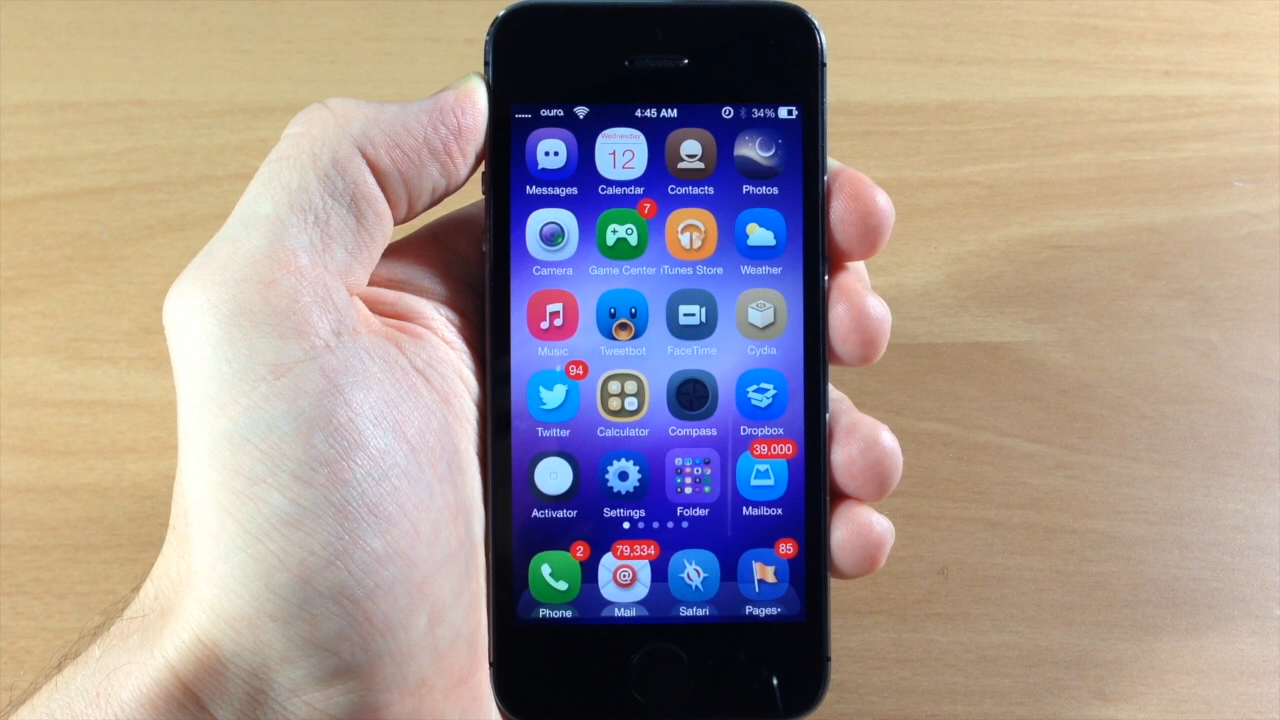 aura 4:45 AM 34%
Wednesday
12
Messages Calendar Contacts Photos
7
Camera Game Center iTunes Store Weather
Music Tweetbot FaceTime Cydia
94
Twitter Calculator Compass Dropbox
39,000
Activator Settings Folder Mailbox
2 79,334 85
@
Phone Mail Safari Pages•